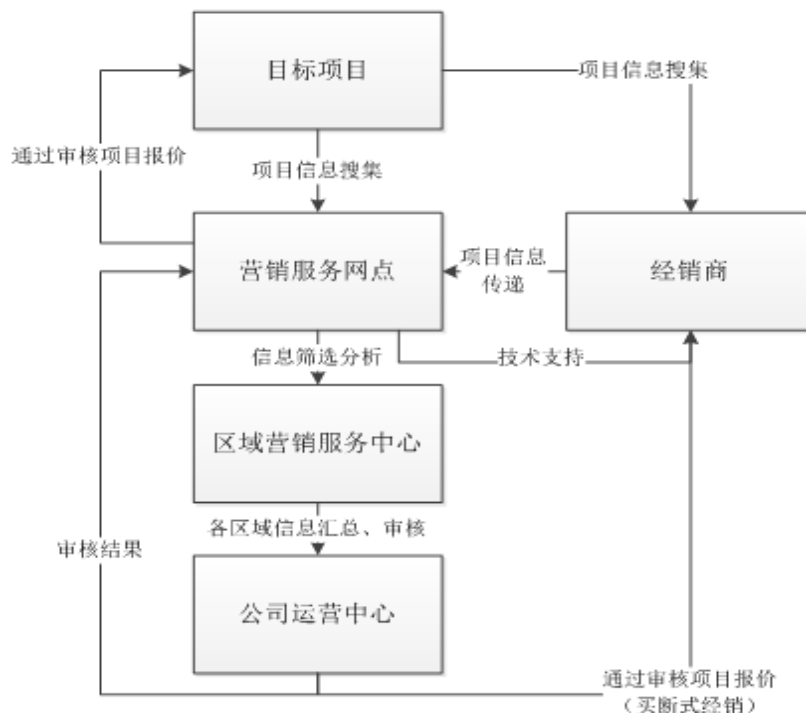 目标项目
项目信息搜集
通过审核项目报价
项目信息搜集
营销服务网点
项目信息
传递
经销商
信息筛选分析
技术支持
区域营销服务中心
各区域信息汇总、审核
审核结果
公司运营中心
通过审核项目报价
（买断式经销）